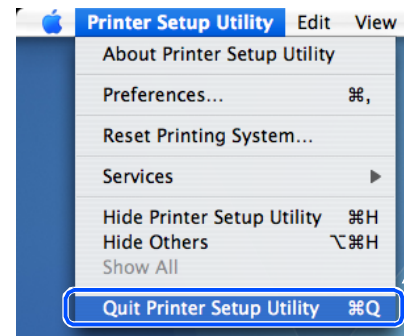 Printer Setup Utility Edit View
About Printer Setup Utility
Preferences... ⌘,
Reset Printing System...
Services ▶
Hide Printer Setup Utility ⌘H
Hide Others ⌥⌘H
Show All
Quit Printer Setup Utility ⌘Q